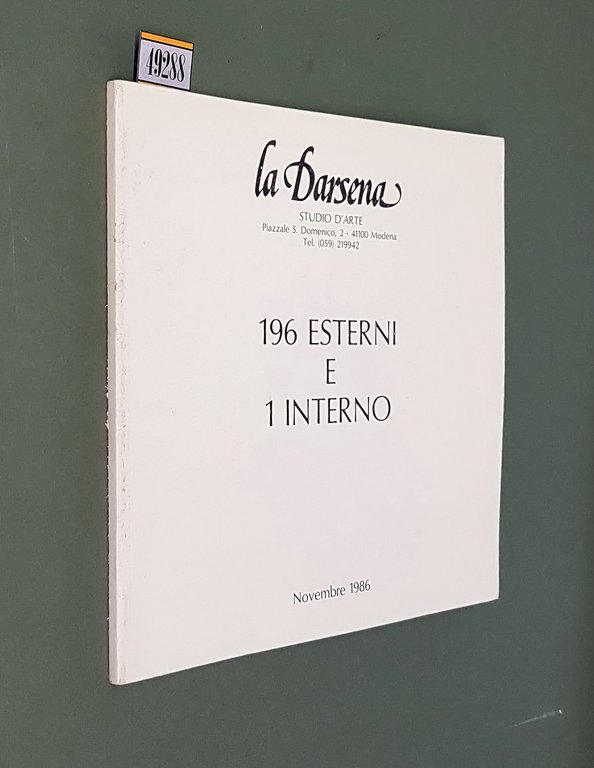 49288
la Darsena
STUDIO D'ARTE
Piazzale S. Domenico, 2 - 41100 Modena
Tel. (059) 219942
196 ESTERNI
E
1 INTERNO
Novembre 1986